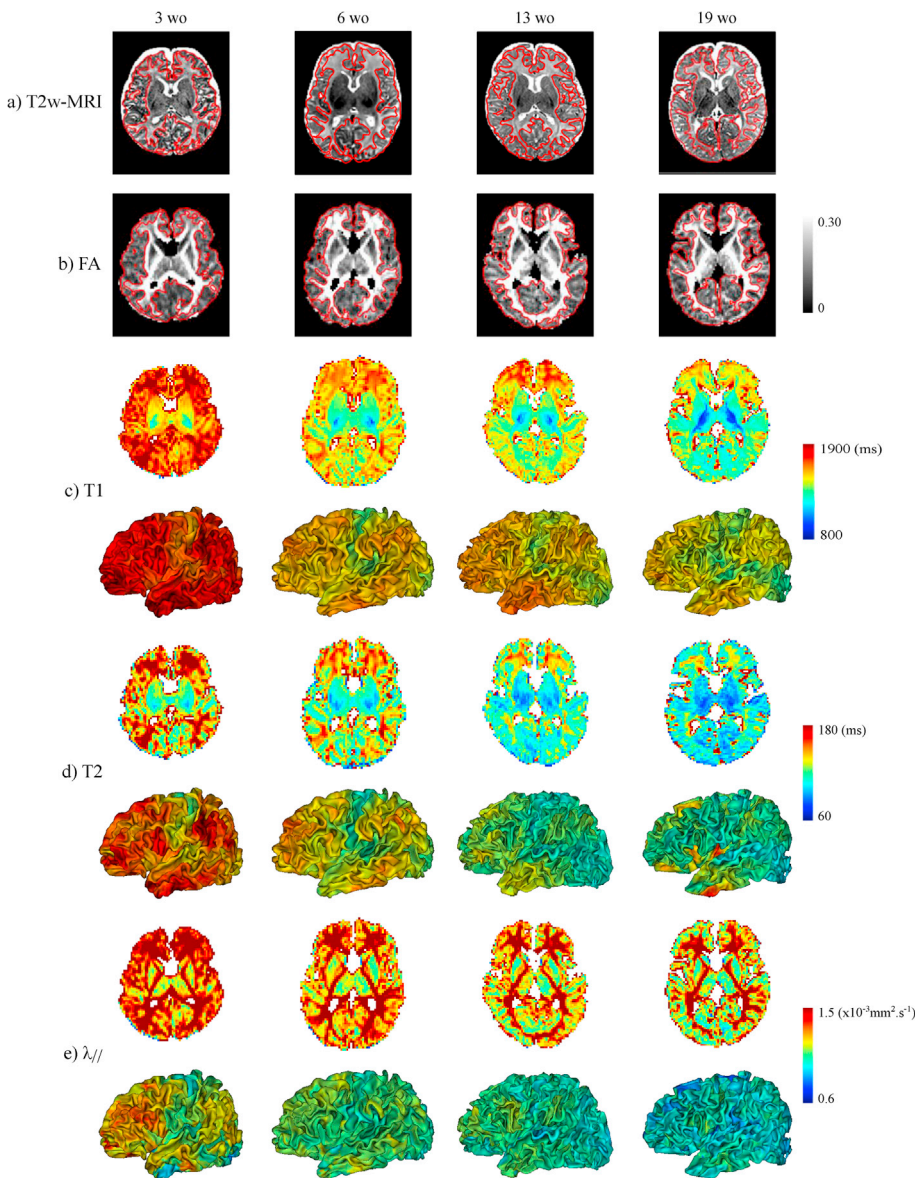 3 wo 6 wo 13 wo 19 wo
a) T2w-MRI
b) FA
0.30
0
c) T1
1900 (ms)
800
d) T2
180 (ms)
60
e) λ//
1.5 (x10⁻³mm².s⁻¹)
0.6